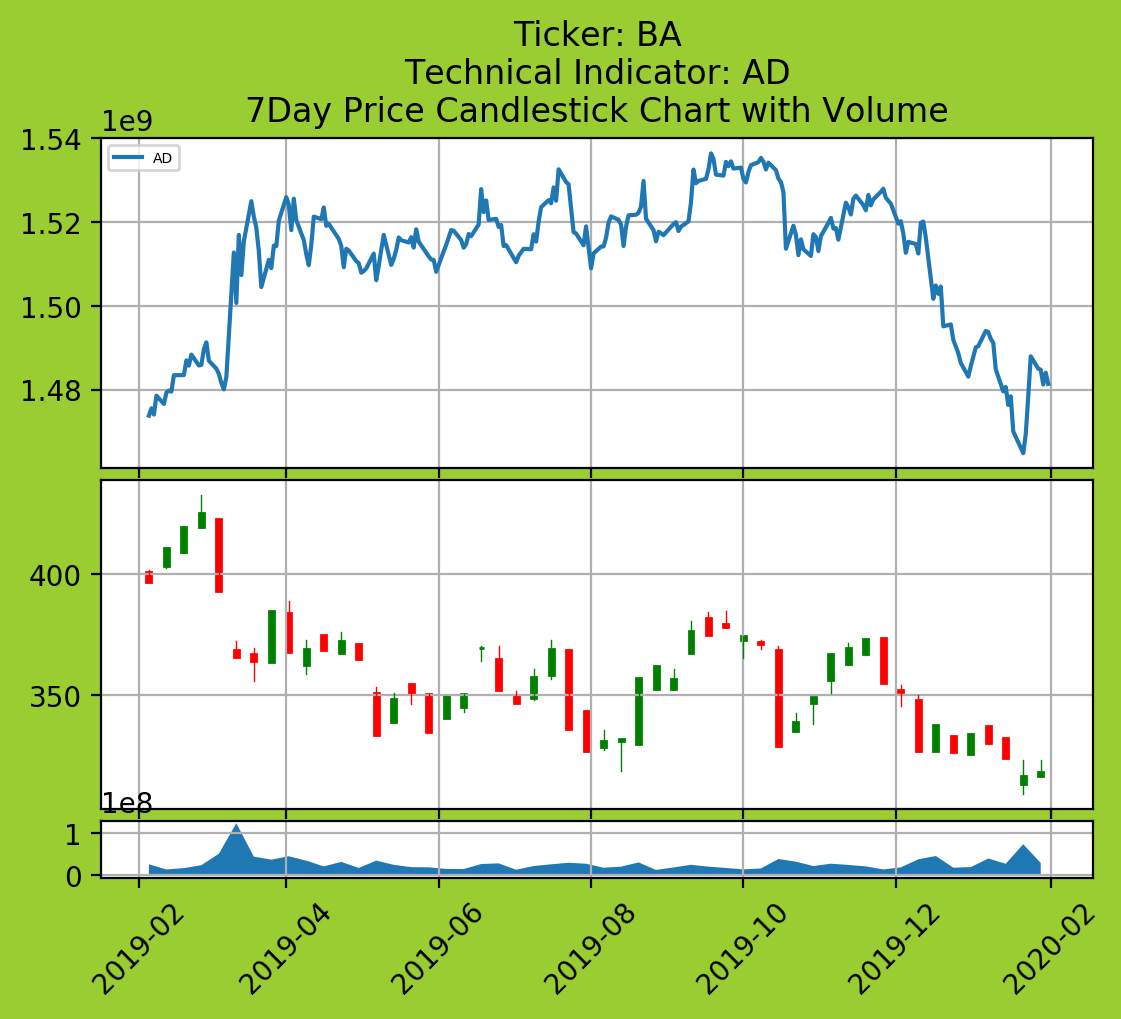 Ticker: BA
Technical Indicator: AD
7Day Price Candlestick Chart with Volume
1e9
1.54
AD
1.52
1.50
1.48
400
350
1e8
1
0
2019-02
2019-04
2019-06
2019-08
2019-10
2019-12
2020-02